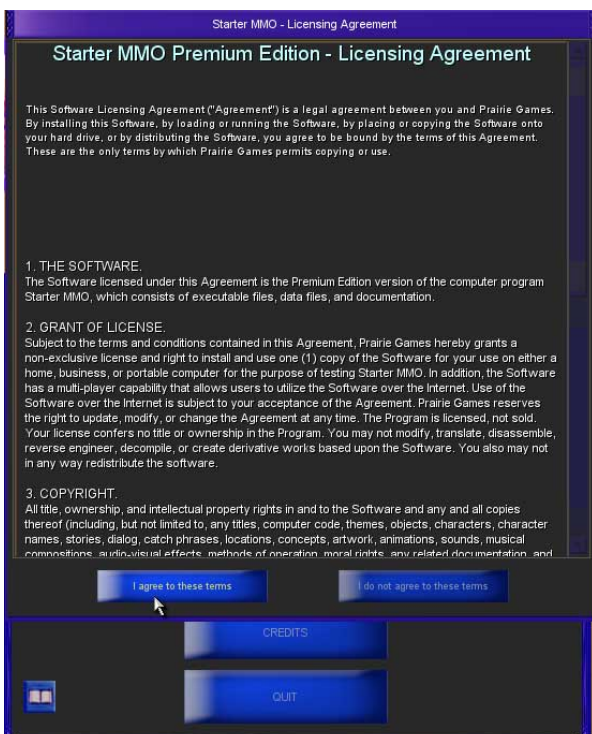 Starter MMO - Licensing Agreement
Starter MMO Premium Edition - Licensing Agreement
This Software Licensing Agreement ("Agreement") is a legal agreement between you and Prairie Games.
By installing this Software, by loading or running the Software, by placing or copying the Software onto
your hard drive, or by distributing the Software, you agree to be bound by the terms of this Agreement.
These are the only terms by which Prairie Games permits copying or use.
1. THE SOFTWARE.
The Software licensed under this Agreement is the Premium Edition version of the computer program
Starter MMO, which consists of executable files, data files, and documentation.
2. GRANT OF LICENSE.
Subject to the terms and conditions contained in this Agreement, Prairie Games hereby grants a
non-exclusive license and right to install and use one (1) copy of the Software for your use on either a
home, business, or portable computer for the purpose of testing Starter MMO. In addition, the Software
has a multi-player capability that allows users to utilize the Software over the Internet. Use of the
Software over the Internet is subject to your acceptance of the Agreement. Prairie Games reserves
the right to update, modify, or change the Agreement at any time. The Program is licensed, not sold.
Your license confers no title or ownership in the Program. You may not modify, translate, disassemble,
reverse engineer, decompile, or create derivative works based upon the Software. You also may not
in any way redistribute the software.
3. COPYRIGHT.
All title, ownership, and intellectual property rights in and to the Software and any and all copies
thereof (including, but not limited to, any titles, computer code, themes, objects, characters, character
names, stories, dialog, catch phrases, locations, concepts, artwork, animations, sounds, musical
compositions, audio-visual effects, methods of operation, moral rights, any related documentation, and
I agree to these terms
I do not agree to these terms
CREDITS
QUIT